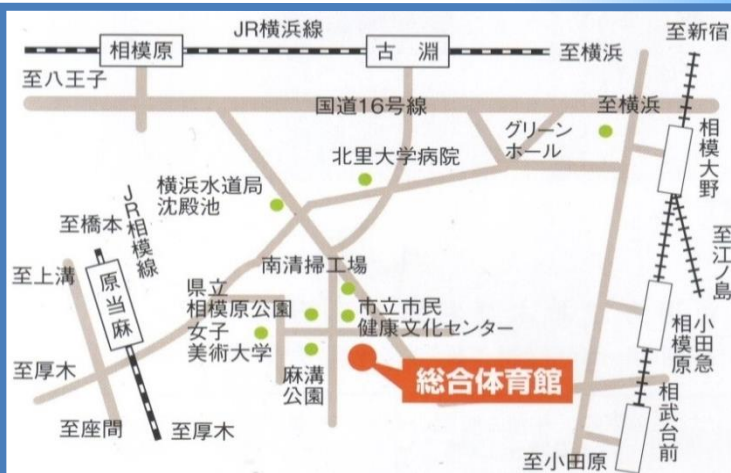 JR横浜線
至新宿
相模原
古淵
至横浜
至八王子
国道16号線
至横浜
グリーン
ホール
相模大野
北里大学病院
横浜水道局
沈殿池
JR相模線
至橋本
至上溝
原当麻
南清掃工場
至江ノ島
県立
相模原公園
女子
美術大学
市立市民
健康文化センター
小田急
相模原
麻溝
公園
総合体育館
至厚木
相武台前
至座間
至厚木
至小田原